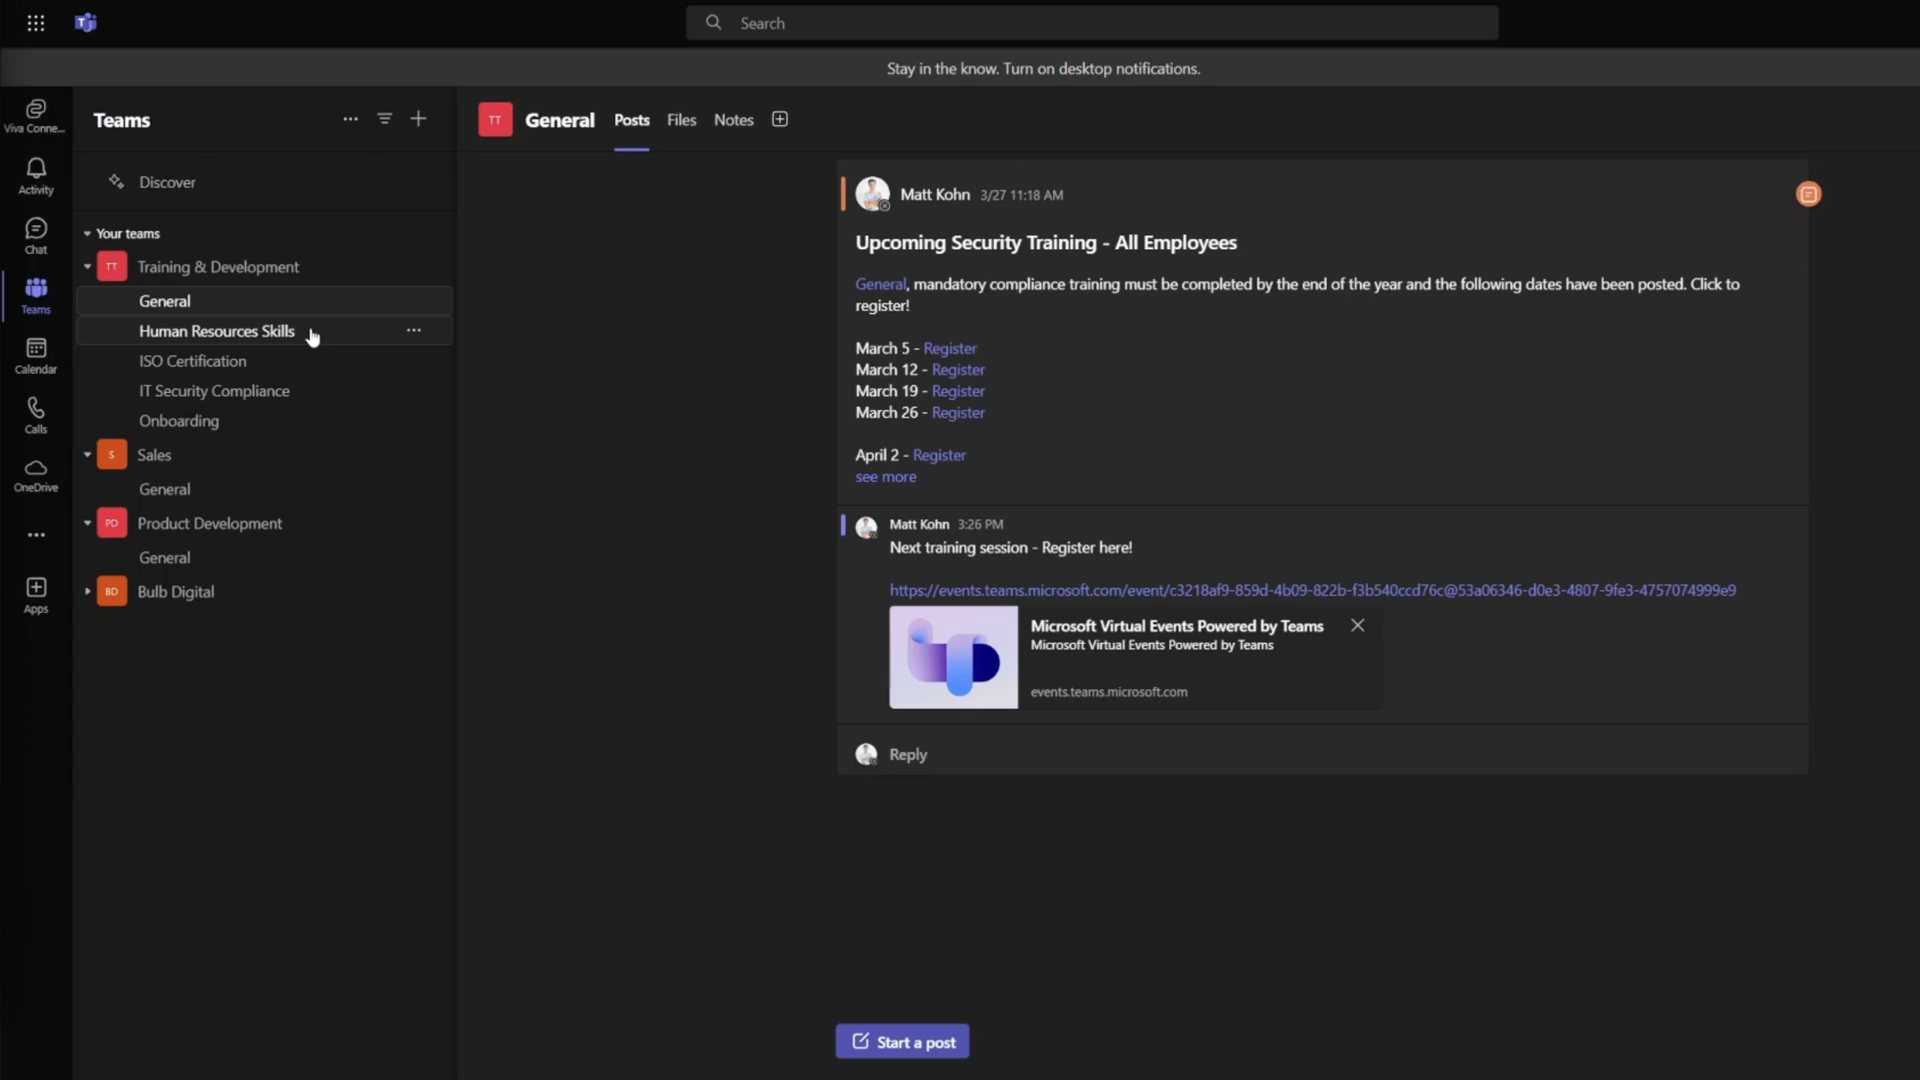 Search
Stay in the know. Turn on desktop notifications.
Viva Conne...
Activity
Chat
Teams
Calendar
Calls
OneDrive
Apps
Teams
Discover
Your teams
TT Training & Development
General
Human Resources Skills
ISO Certification
IT Security Compliance
Onboarding
S Sales
General
PD Product Development
General
BD Bulb Digital
TT General Posts Files Notes
Matt Kohn 3/27 11:18 AM
Upcoming Security Training - All Employees
General, mandatory compliance training must be completed by the end of the year and the following dates have been posted. Click to
register!
March 5 - Register
March 12 - Register
March 19 - Register
March 26 - Register
April 2 - Register
see more
Matt Kohn 3:26 PM
Next training session - Register here!
https://events.teams.microsoft.com/event/c3218af9-859d-4b09-822b-f3b540ccd76c@53a06346-d0e3-4807-9fe3-4757074999e9
Microsoft Virtual Events Powered by Teams
Microsoft Virtual Events Powered by Teams
events.teams.microsoft.com
Reply
Start a post